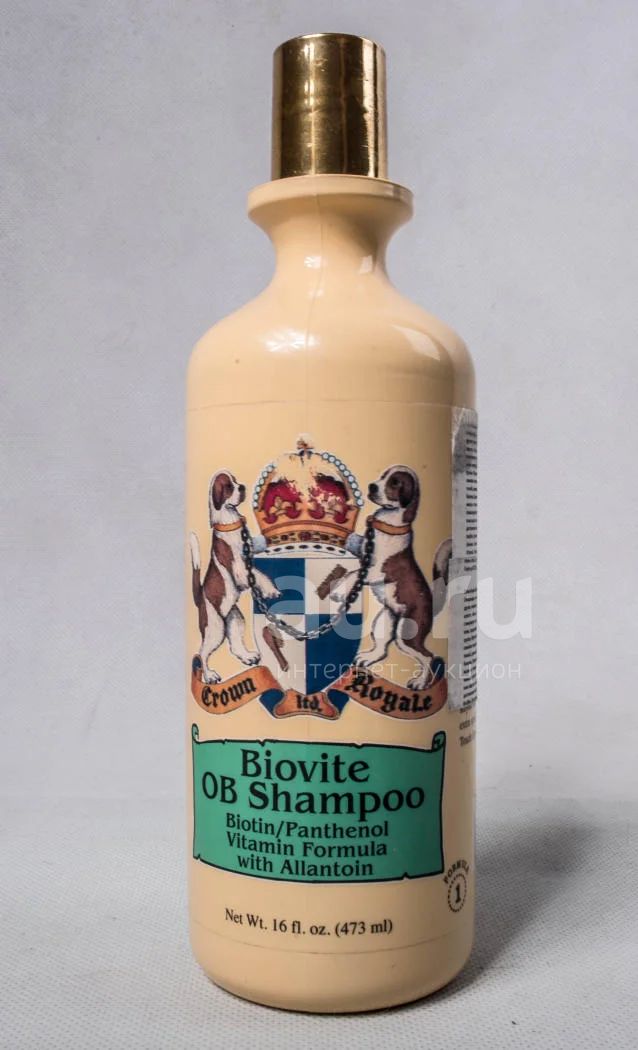 Crown Royale
ltd.
Biovite
OB Shampoo
Biotin/Panthenol
Vitamin Formula
with Allantoin
FORMULA
1
Net Wt. 16 fl. oz. (473 ml)
au.ru
интернет-аукцион